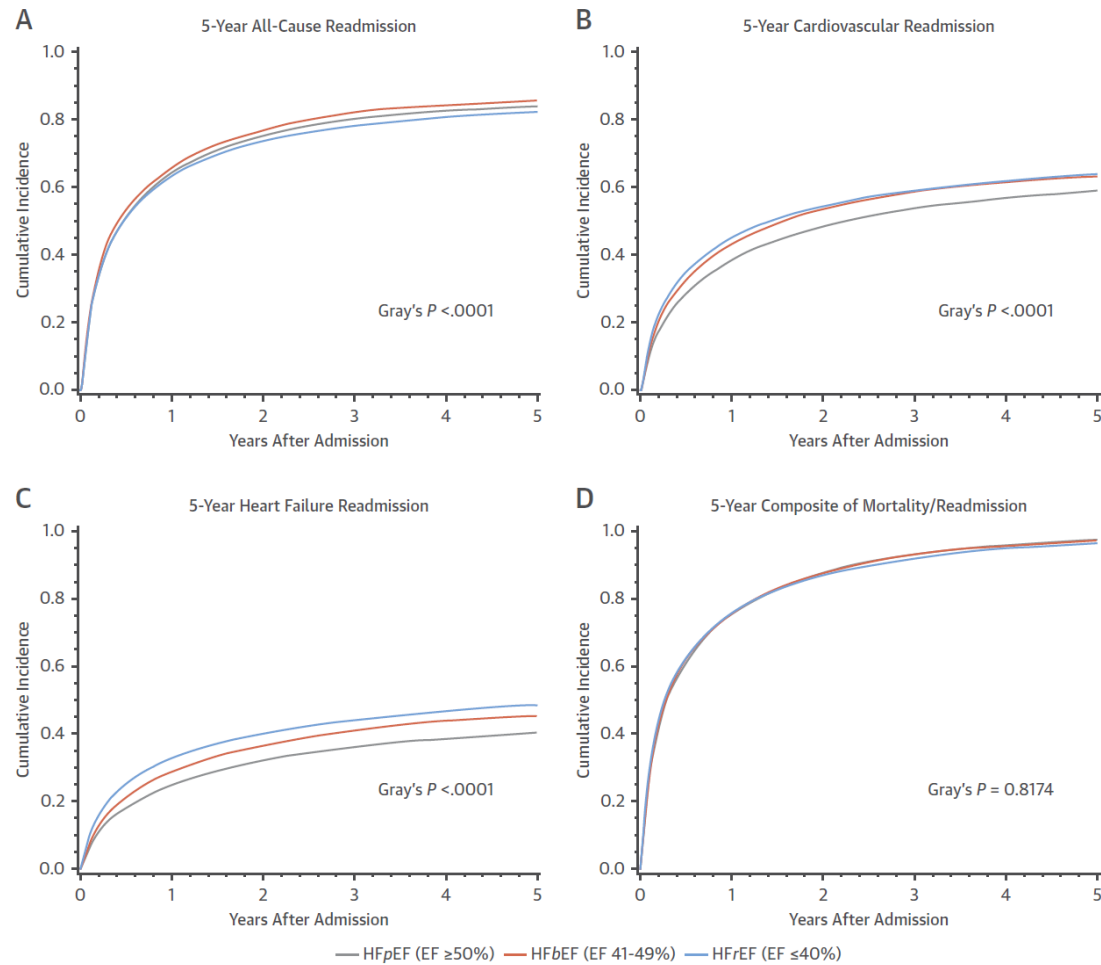 A
5-Year All-Cause Readmission
1.0
0.8
0.6
0.4
0.2
0.0
Cumulative Incidence
Gray's P <.0001
0 1 2 3 4 5
Years After Admission
B
5-Year Cardiovascular Readmission
1.0
0.8
0.6
0.4
0.2
0.0
Cumulative Incidence
Gray's P <.0001
0 1 2 3 4 5
Years After Admission
C
5-Year Heart Failure Readmission
1.0
0.8
0.6
0.4
0.2
0.0
Cumulative Incidence
Gray's P <.0001
0 1 2 3 4 5
Years After Admission
D
5-Year Composite of Mortality/Readmission
1.0
0.8
0.6
0.4
0.2
0.0
Cumulative Incidence
Gray's P = 0.8174
0 1 2 3 4 5
Years After Admission
HFpEF (EF ≥50%) HFbEF (EF 41-49%) HFrEF (EF ≤40%)